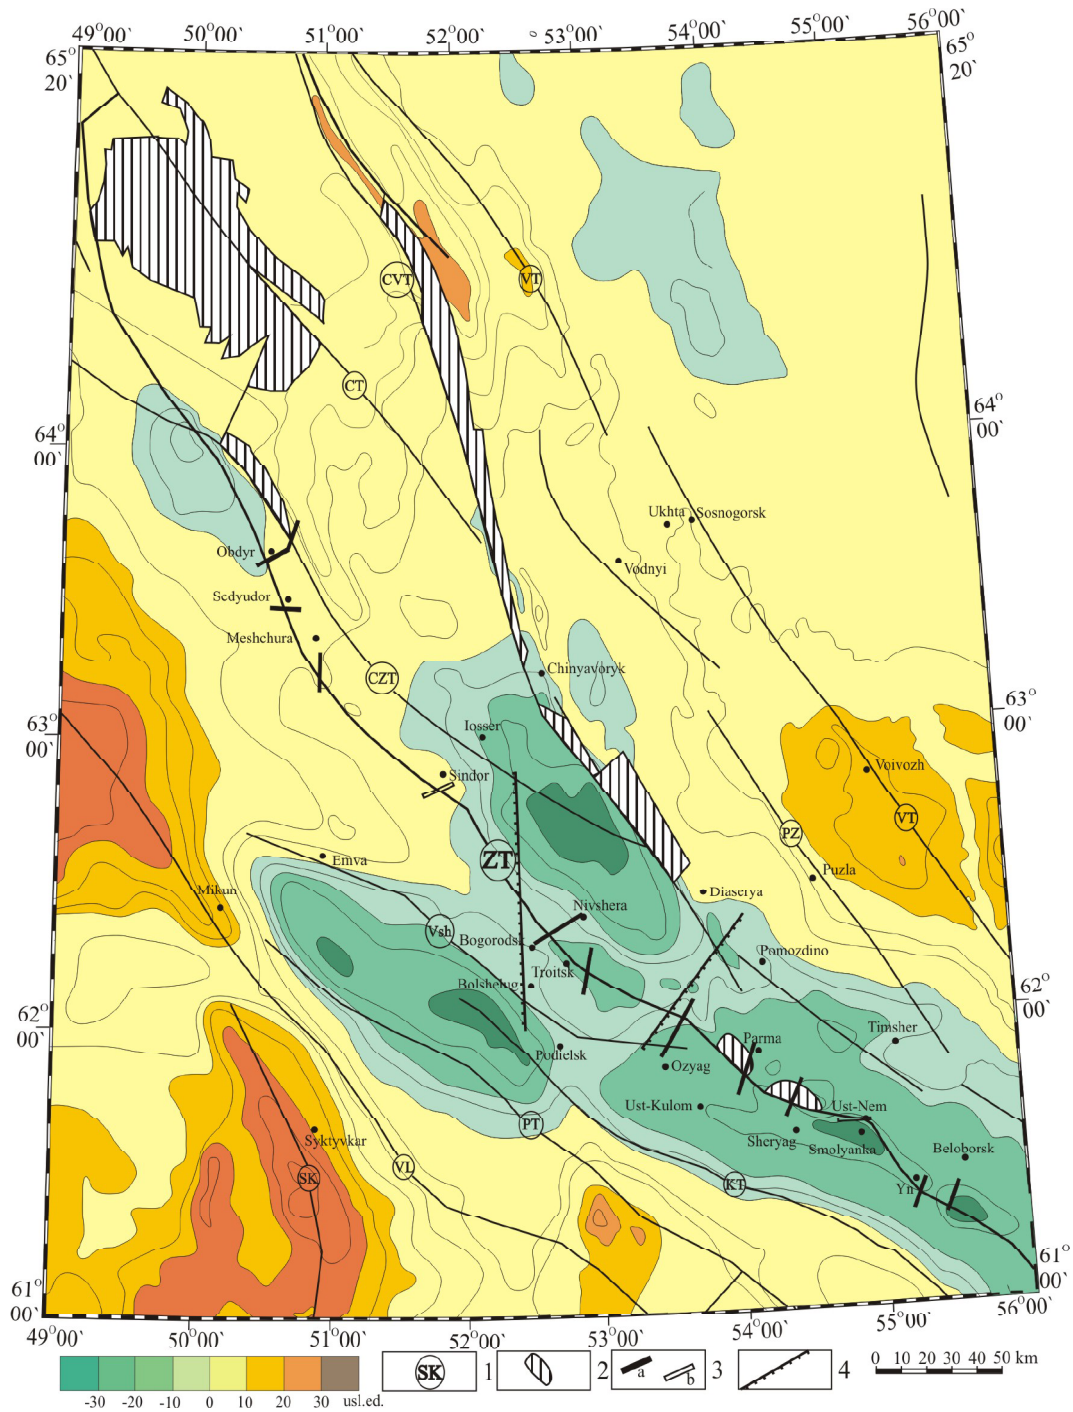 49°00' 50°00' 51°00' 52°00' 53°00' 54°00' 55°00' 56°00'
65° 20'
65° 20'
CVT
VT
CT
64° 00'
64° 00'
Ukhta Sosnogorsk
Obdyr
Vodnyi
Sedyudor
Meshchura
CZT
Chinyavoryk
63° 00'
63° 00'
Iosser
Sindor
Voivozh
VT
PZ
ZT
Emva
Puzla
Mikun
Diaserya
Nivshera
Vsh
Bogorodsk
Pomozdino
Troitsk
Bolshelug
62° 00'
62° 00'
Timsher
Parma
Podielsk
Ozyag
Ust-Kulom
Ust-Nem
PT
Syktyvkar
Sheryag
Smolyanka
Beloborsk
VL
SK
KT
Yn
61° 00'
61° 00'
49°00' 50°00' 51°00' 52°00' 53°00' 54°00' 55°00' 56°00'
SK 1 2 a b 3 4 0 10 20 30 40 50 km
-30 -20 -10 0 10 20 30 usl.ed.